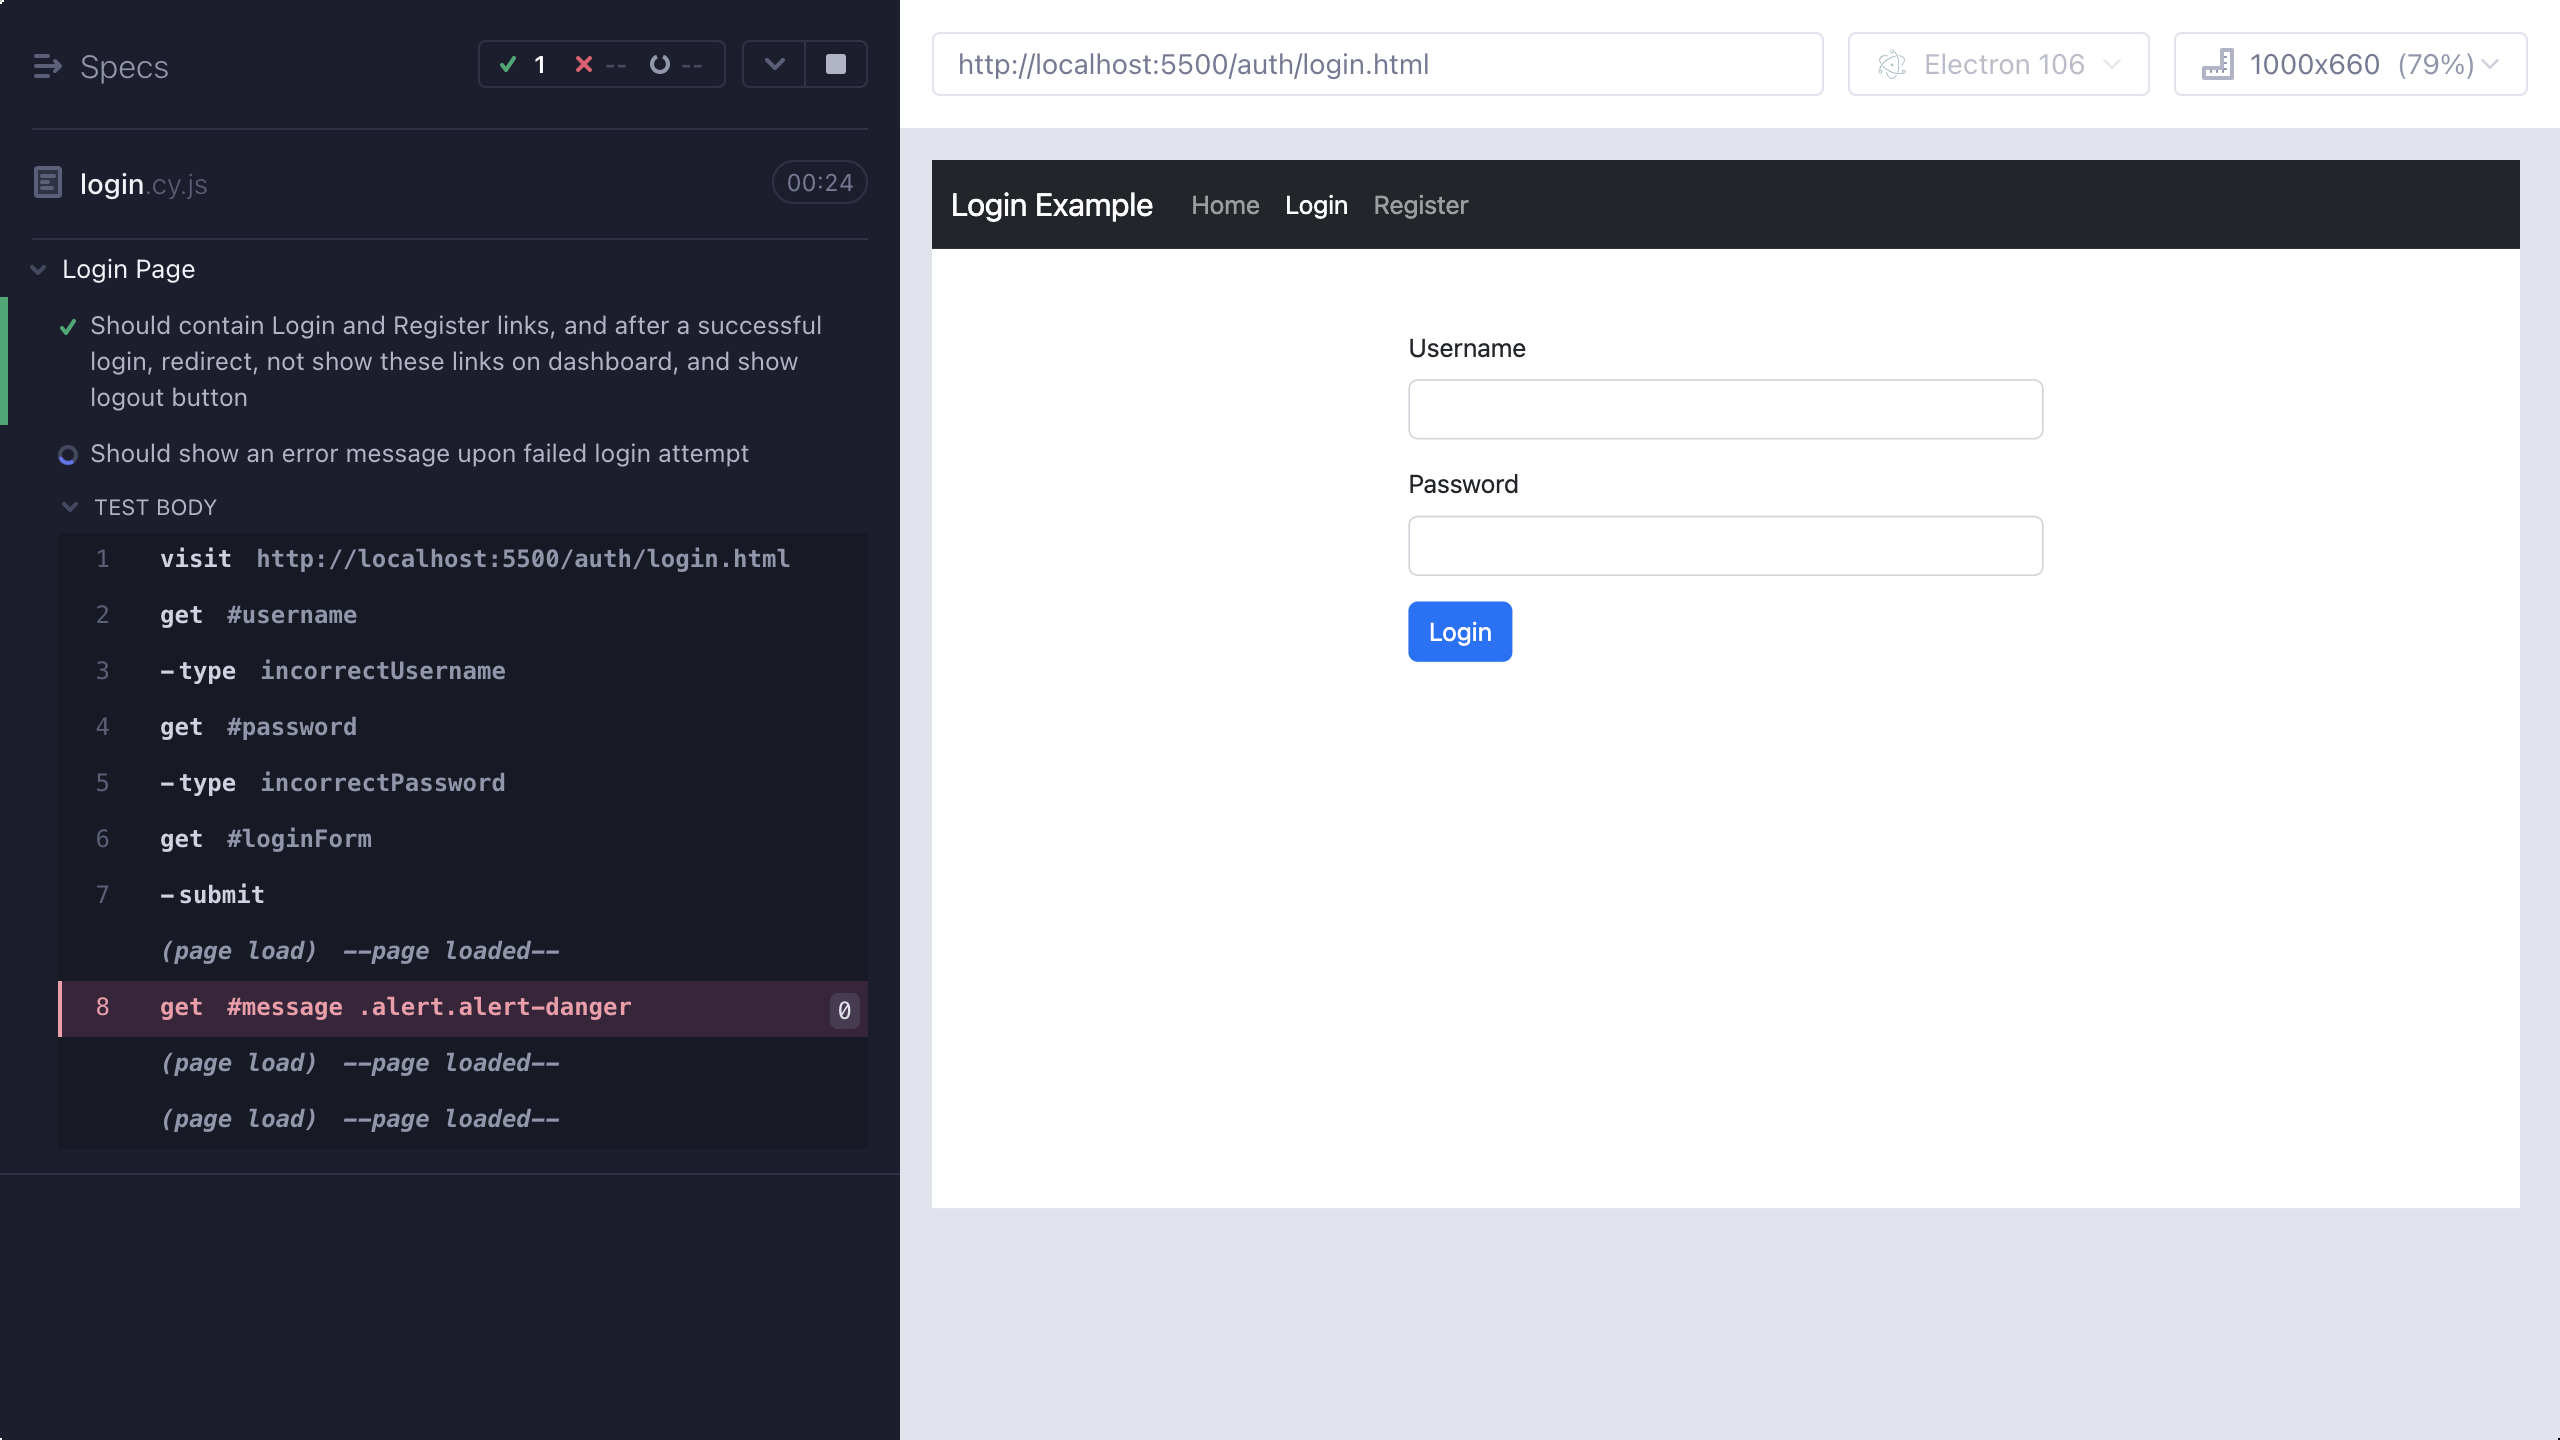 Specs
1 -- --
login.cy.js
00:24
Login Page
Should contain Login and Register links, and after a successful
login, redirect, not show these links on dashboard, and show
logout button
Should show an error message upon failed login attempt
TEST BODY
1 visit http://localhost:5500/auth/login.html
2 get #username
3 -type incorrectUsername
4 get #password
5 -type incorrectPassword
6 get #loginForm
7 -submit
(page load) --page loaded--
8 get #message .alert.alert-danger 0
(page load) --page loaded--
(page load) --page loaded--
http://localhost:5500/auth/login.html
Electron 106
1000x660 (79%)
Login Example Home Login Register
Username
Password
Login